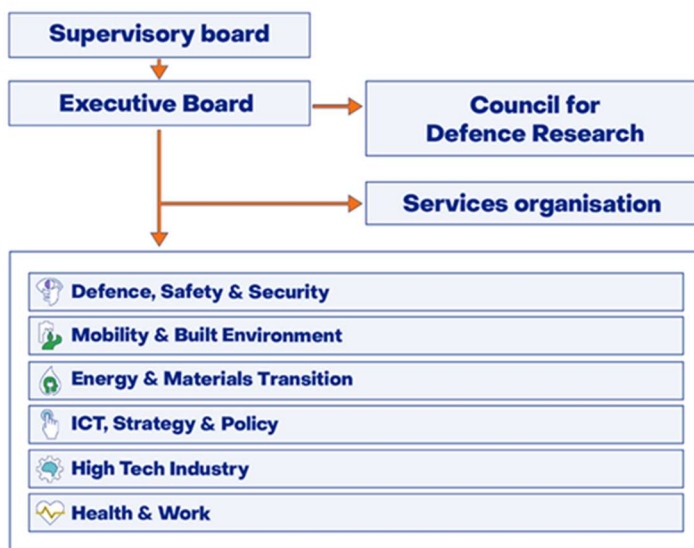 Supervisory board
Executive Board
Council for
Defence Research
Services organisation
Defence, Safety & Security
Mobility & Built Environment
Energy & Materials Transition
ICT, Strategy & Policy
High Tech Industry
Health & Work